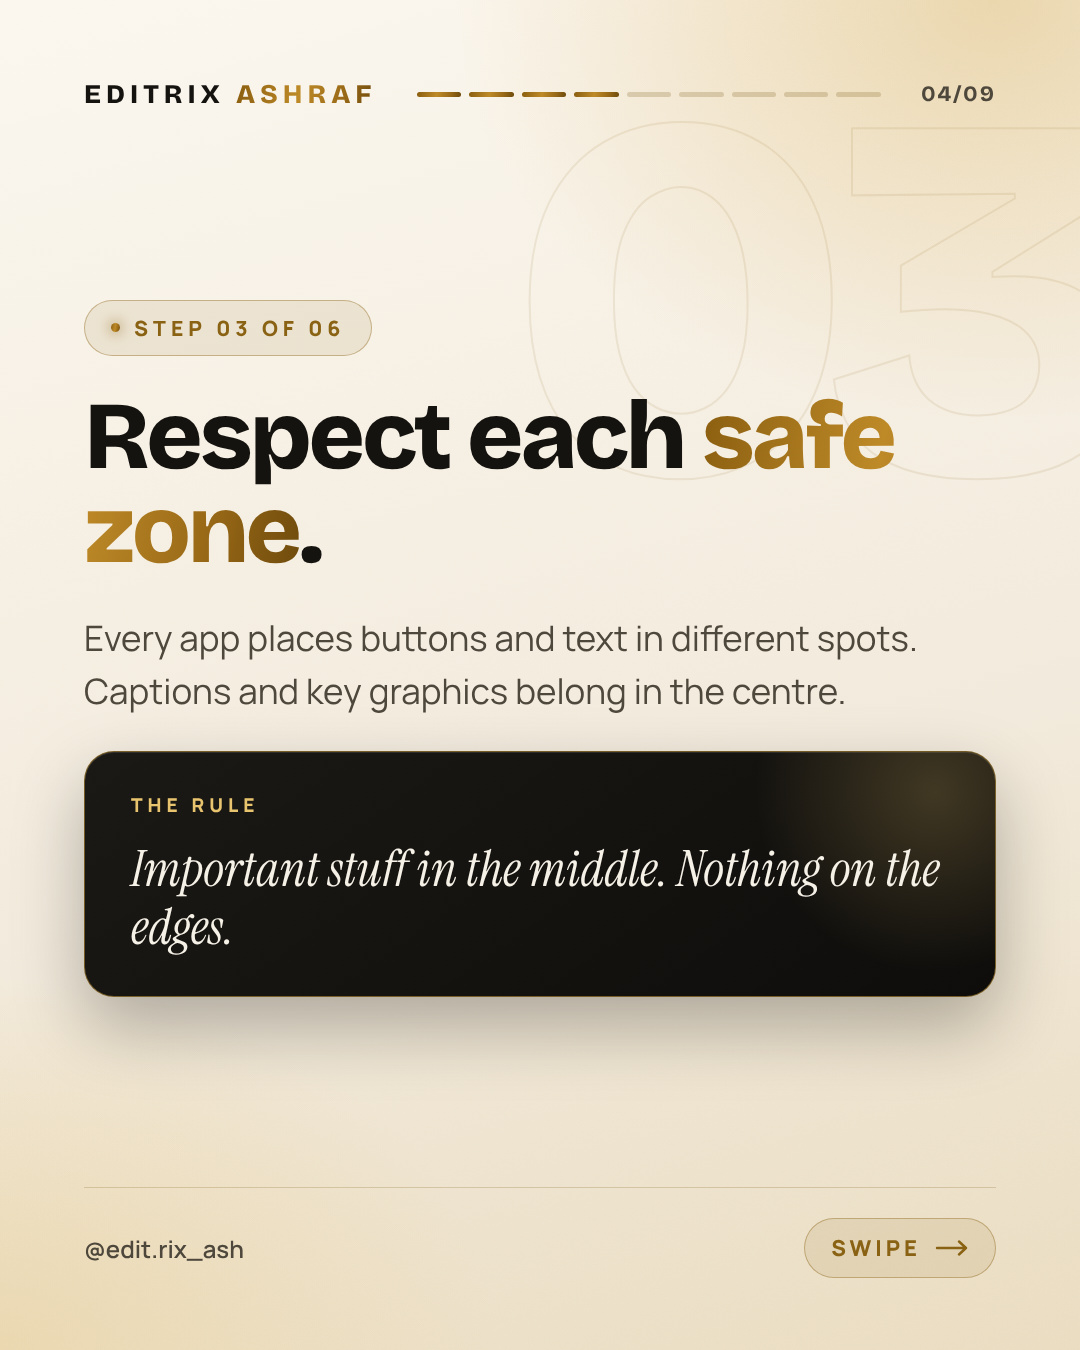 EDITRIX ASHRAF
04/09
03
STEP 03 OF 06
Respect each safe
zone.
Every app places buttons and text in different spots.
Captions and key graphics belong in the centre.
THE RULE
Important stuff in the middle. Nothing on the
edges.
@edit.rix_ash
SWIPE →